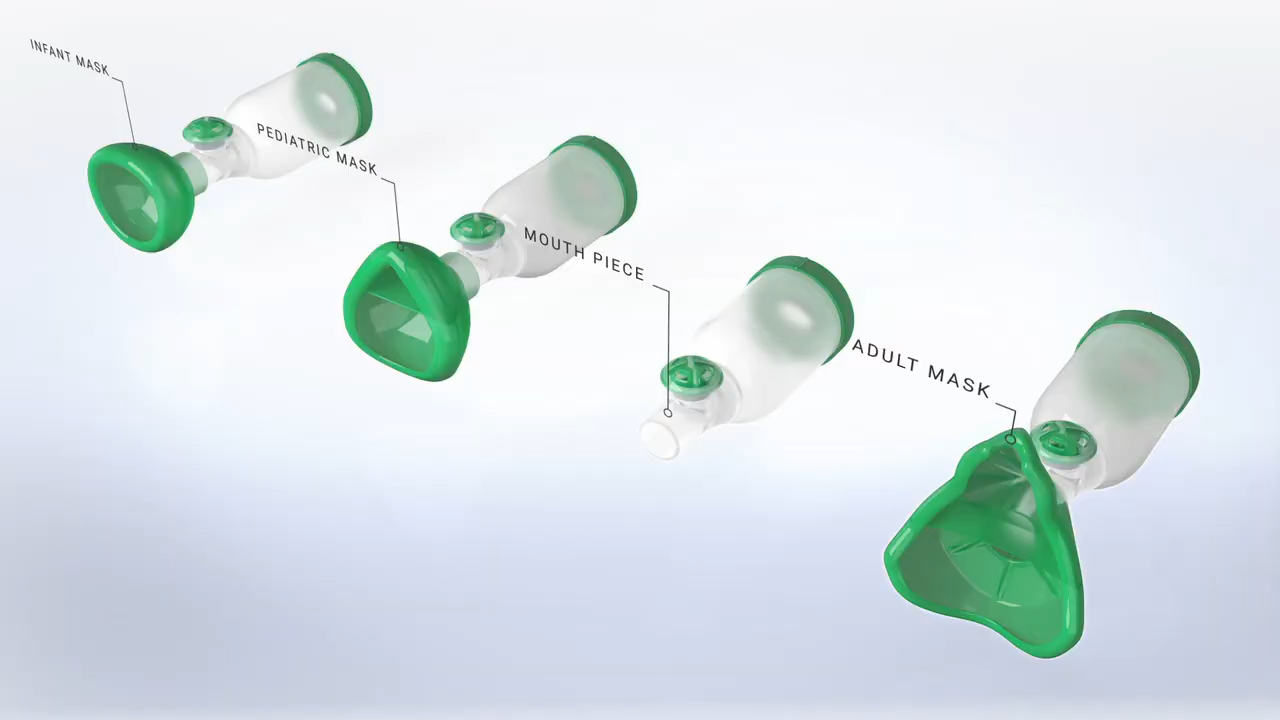 INFANT MASK
PEDIATRIC MASK
MOUTH PIECE
ADULT MASK